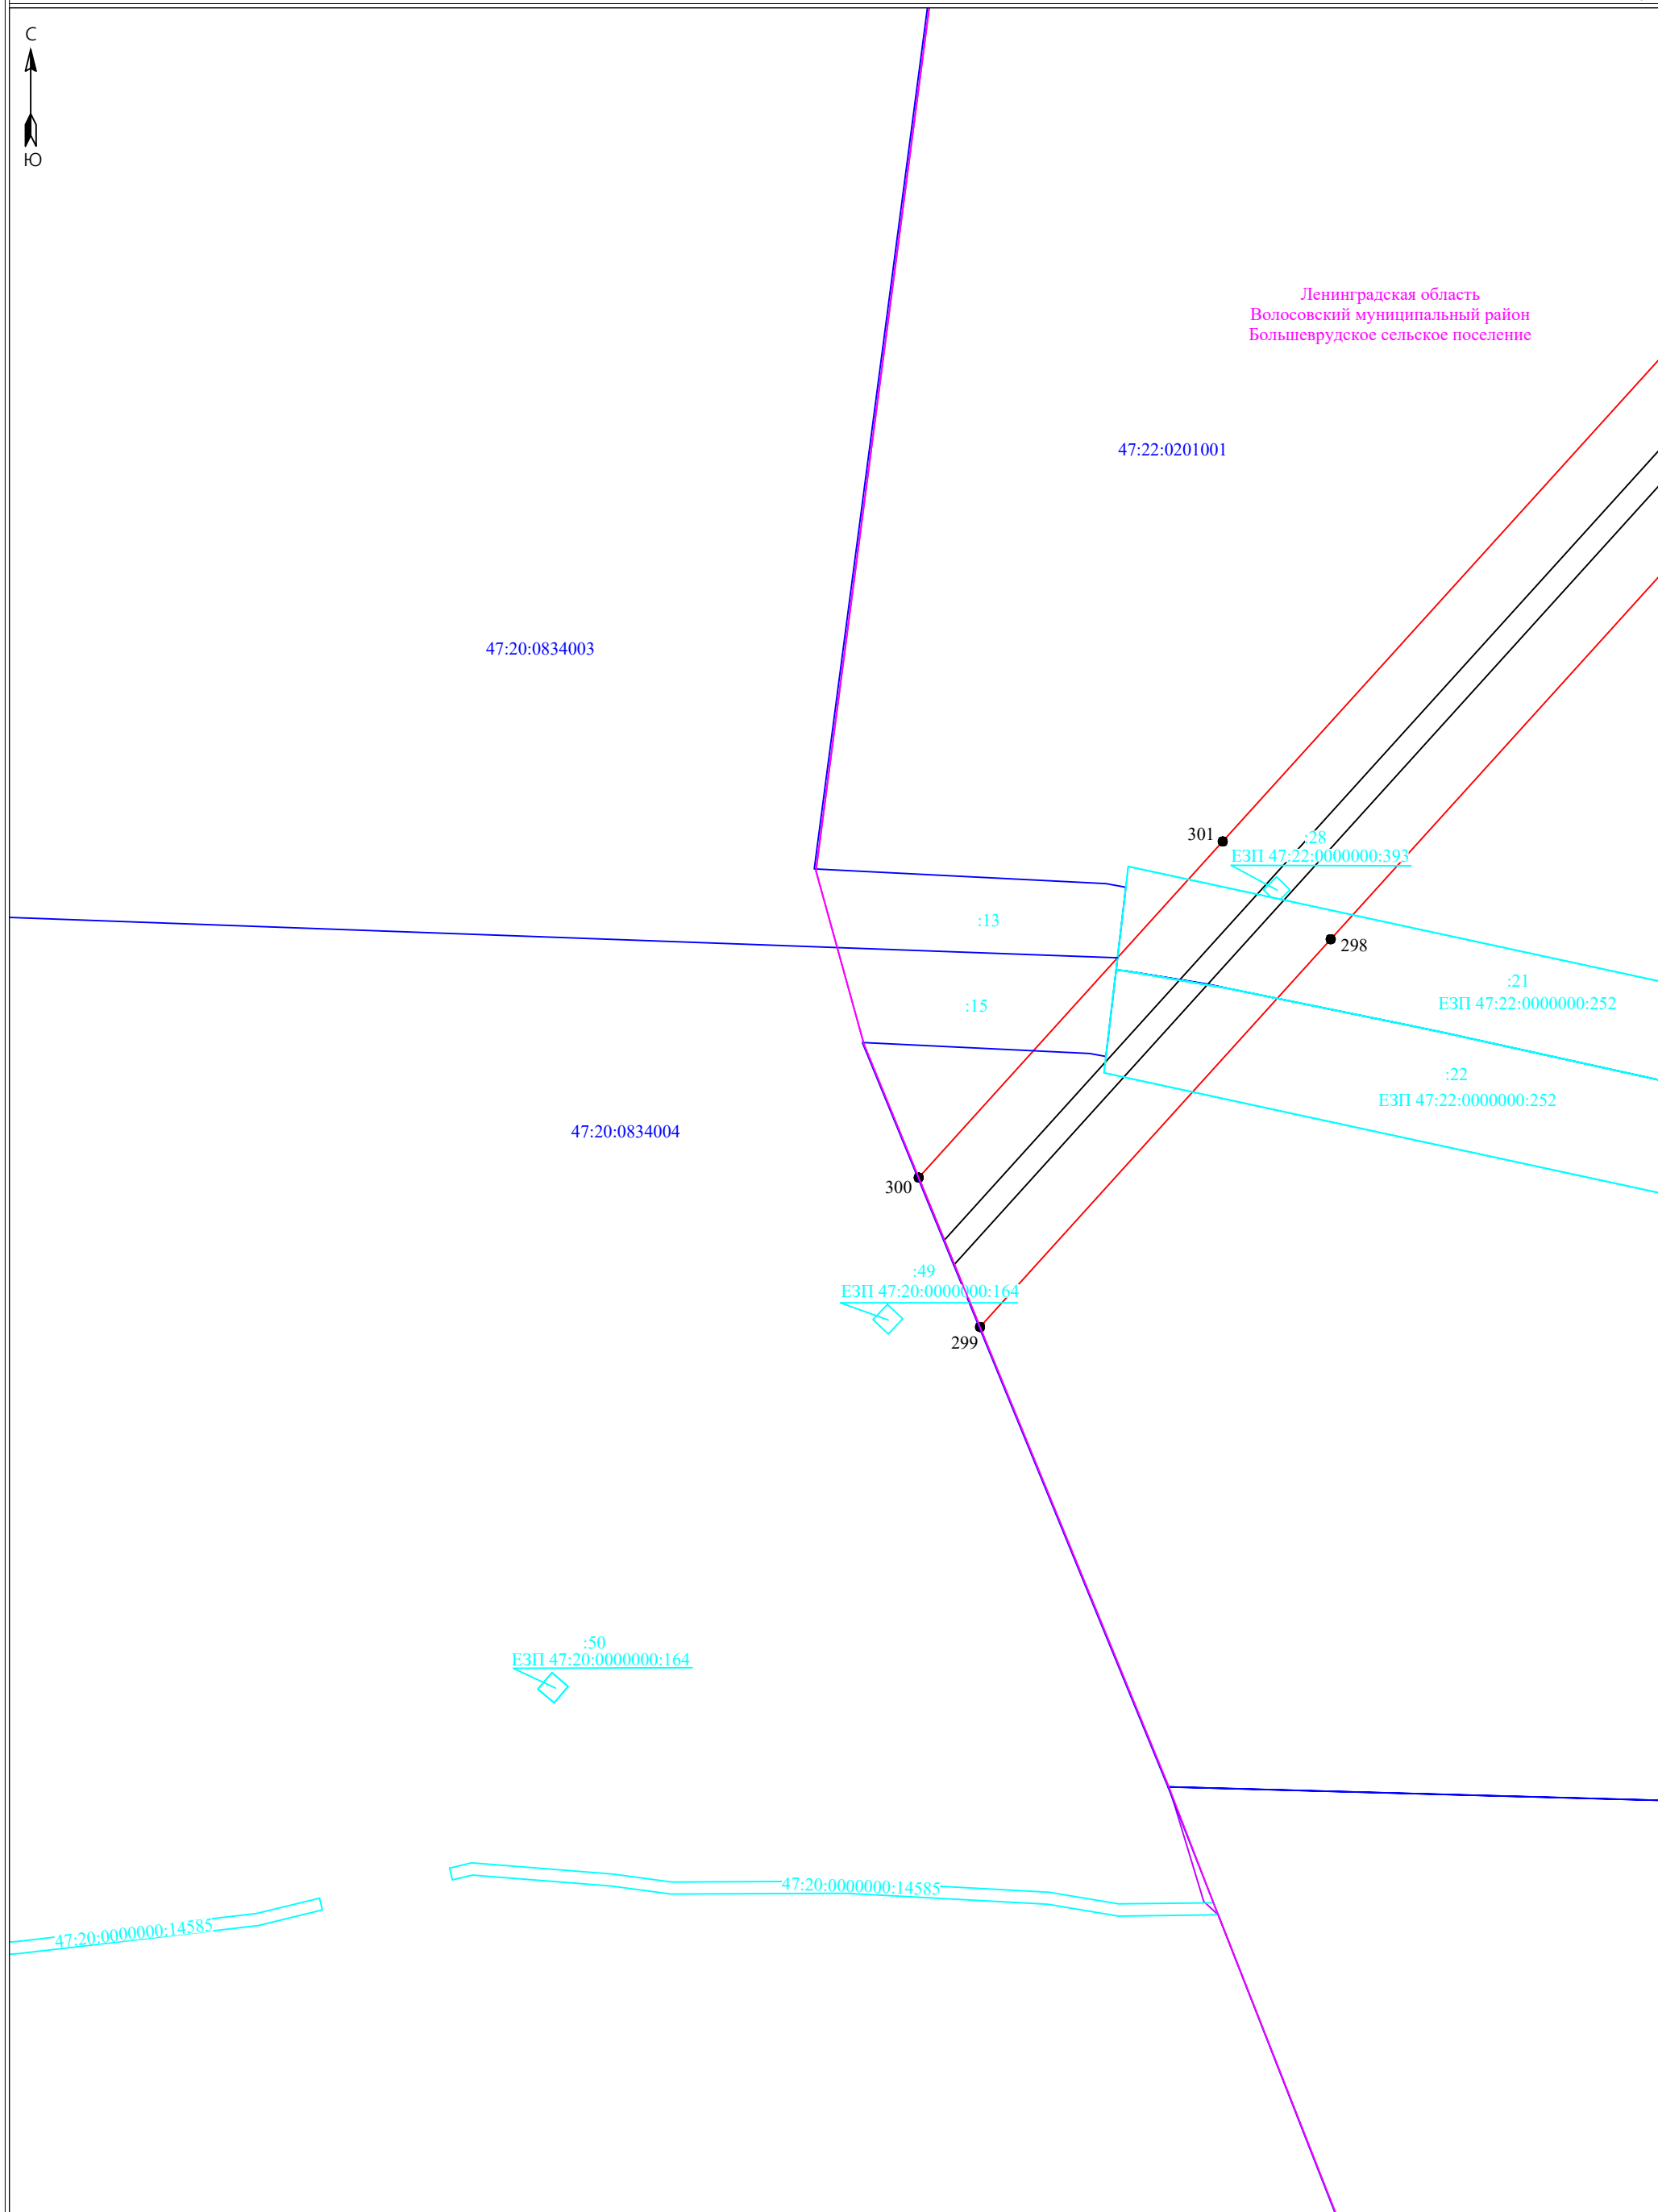 С
Ю
Ленинградская область
Волосовский муниципальный район
Большеврудское сельское поселение
47:22:0201001
47:20:0834003
301
:28
ЕЗП 47:22:0000000:393
:13
298
:21
ЕЗП 47:22:0000000:252
:15
:22
ЕЗП 47:22:0000000:252
47:20:0834004
300
:49
ЕЗП 47:20:0000000:164
299
:50
ЕЗП 47:20:0000000:164
47:20:0000000:14585
47:20:0000000:14585